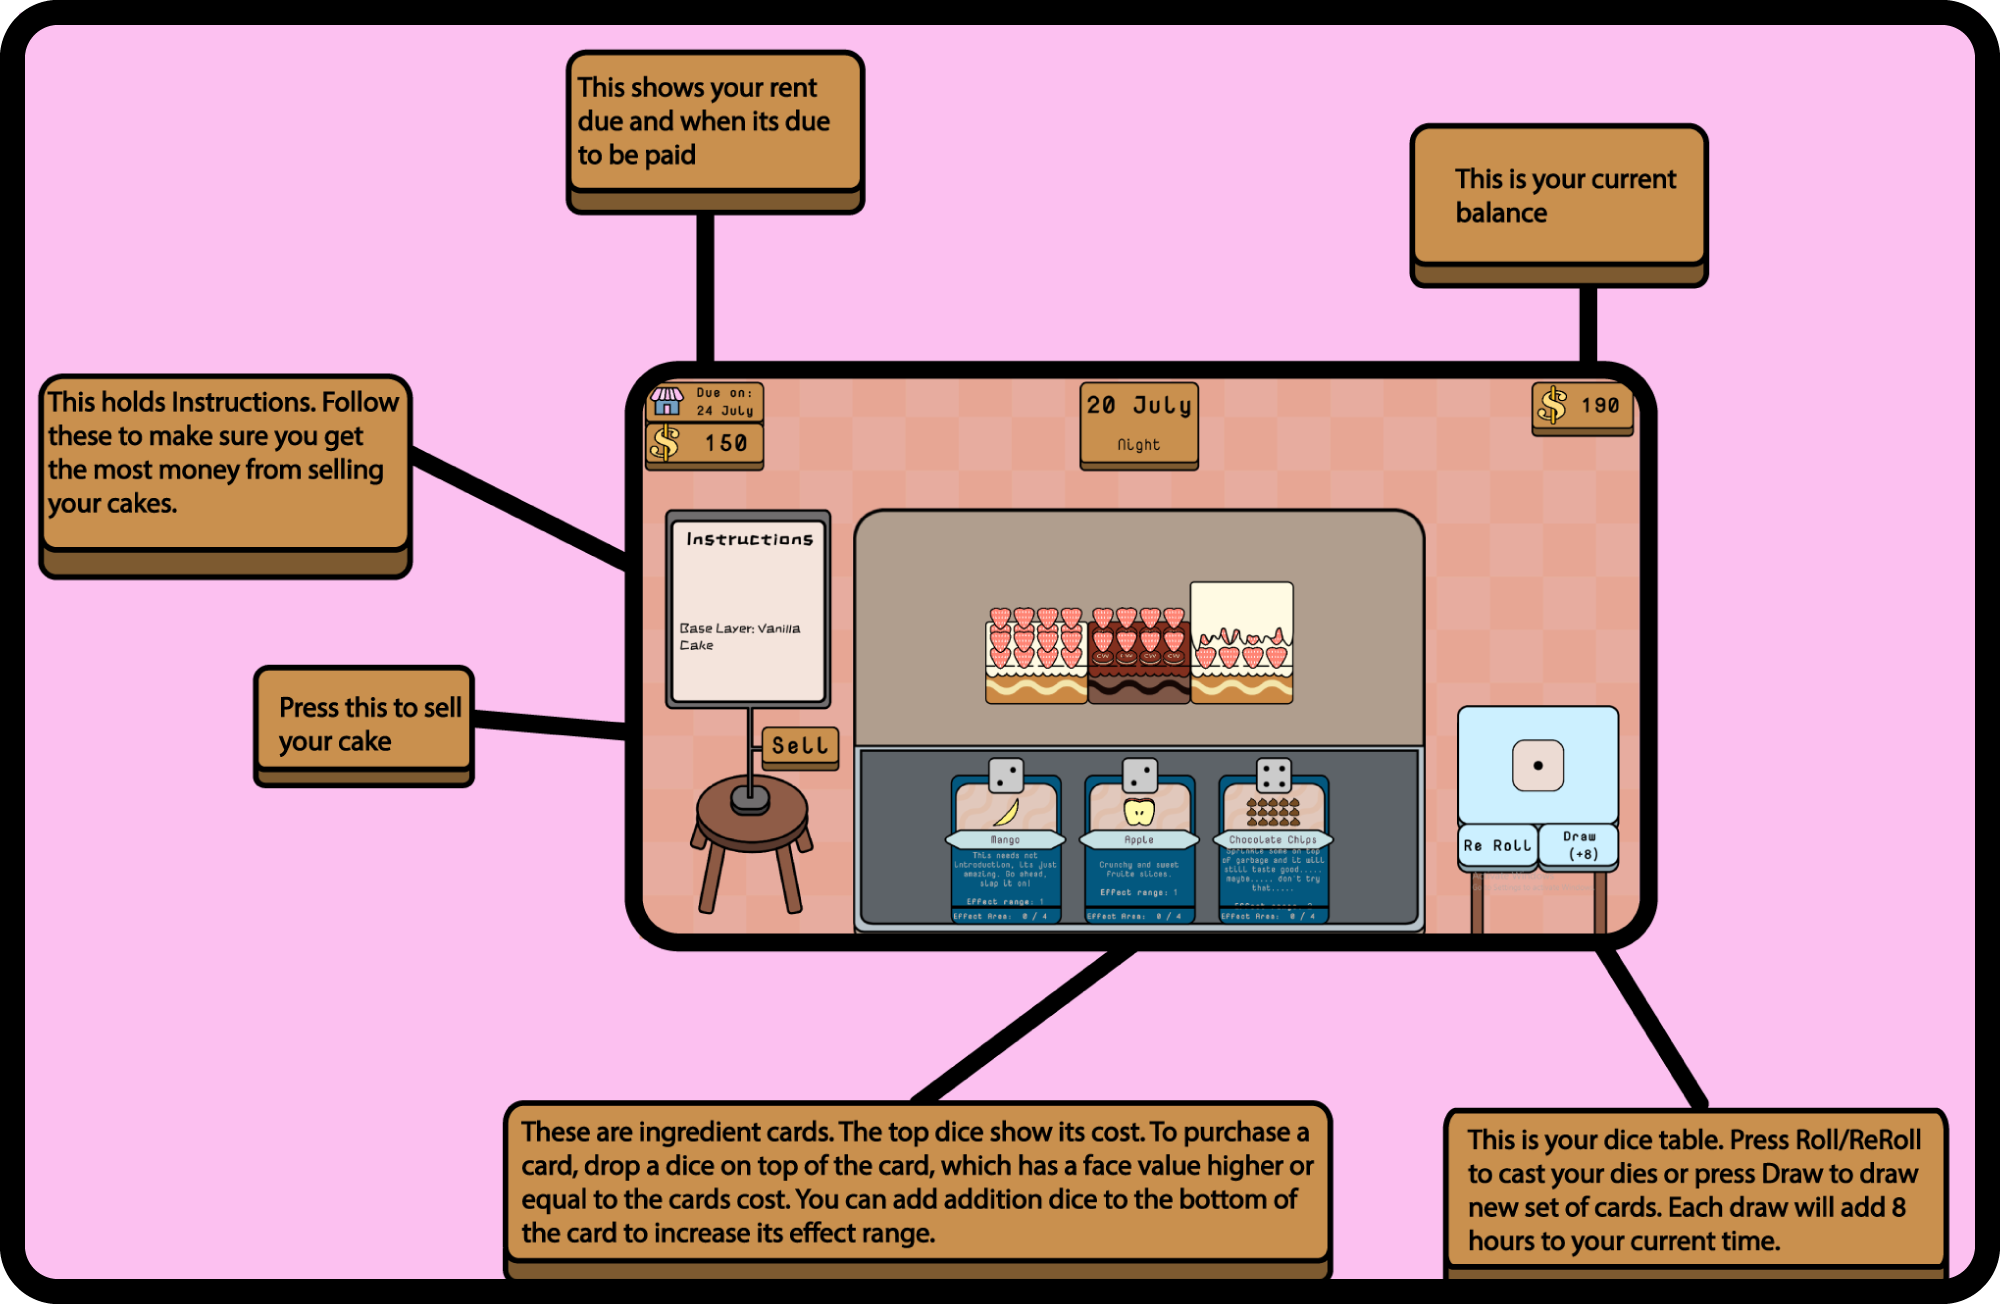 This shows your rent
due and when its due
to be paid
This is your current
balance
This holds Instructions. Follow
these to make sure you get
the most money from selling
your cakes.
Press this to sell
your cake
Due on:
24 July
$ 150
20 July
Night
$ 190
Instructions
Base Layer: Vanilla
Cake
Sell
Mango
This needs not
introduction, its just
amazing. Go ahead,
slap it on!
Effect range: 1
Effect Area: 0 / 4
Apple
Crunchy and sweet
fruite slices.
Effect range: 1
Effect Area: 0 / 4
Chocolate Chips
Sprinkle some on top
of garbage and it will
still taste good.....
maybe..... don't try
that.....
Effect range:
Effect Area: 0 / 4
Re Roll
Draw
(+8)
These are ingredient cards. The top dice show its cost. To purchase a
card, drop a dice on top of the card, which has a face value higher or
equal to the cards cost. You can add addition dice to the bottom of
the card to increase its effect range.
This is your dice table. Press Roll/ReRoll
to cast your dies or press Draw to draw
new set of cards. Each draw will add 8
hours to your current time.